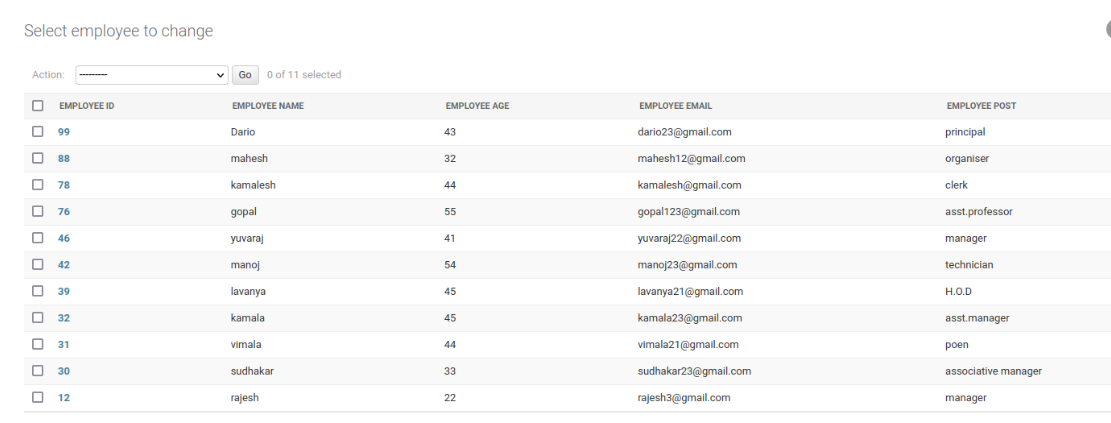 Select employee to change
Action: --------- Go 0 of 11 selected
EMPLOYEE ID EMPLOYEE NAME EMPLOYEE AGE EMPLOYEE EMAIL EMPLOYEE POST
99 Dario 43 dario23@gmail.com principal
88 mahesh 32 mahesh12@gmail.com organiser
78 kamalesh 44 kamalesh@gmail.com clerk
76 gopal 55 gopal123@gmail.com asst.professor
46 yuvaraj 41 yuvaraj22@gmail.com manager
42 manoj 54 manoj23@gmail.com technician
39 lavanya 45 lavanya21@gmail.com H.O.D
32 kamala 45 kamala23@gmail.com asst.manager
31 vimala 44 vimala21@gmail.com poen
30 sudhakar 33 sudhakar23@gmail.com associative manager
12 rajesh 22 rajesh3@gmail.com manager